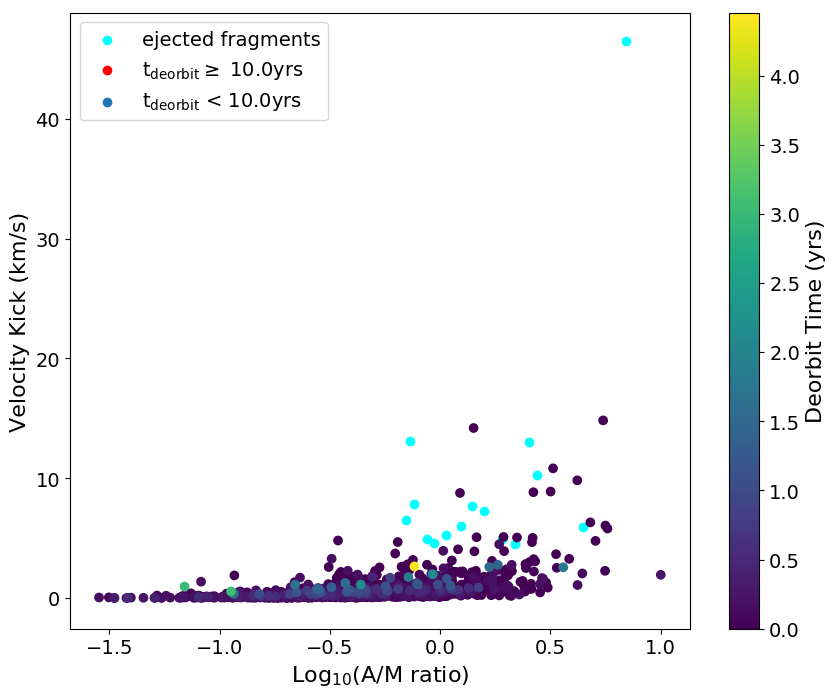 ejected fragments
t_deorbit ≥ 10.0yrs
t_deorbit < 10.0yrs
Velocity Kick (km/s)
40
30
20
10
0
−1.5 −1.0 −0.5 0.0 0.5 1.0
Log₁₀(A/M ratio)
4.0
3.5
3.0
2.5
2.0
1.5
1.0
0.5
0.0
Deorbit Time (yrs)